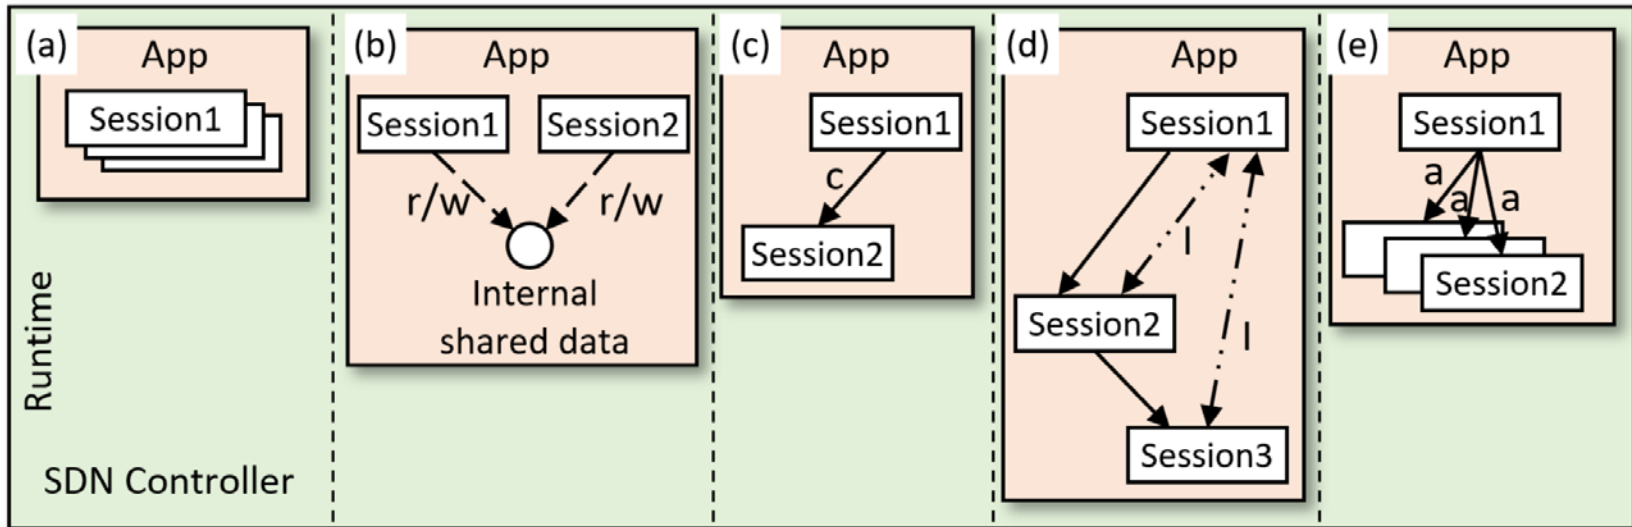 (a)
App
Session1
Runtime
SDN Controller
(b)
App
Session1
Session2
r/w
r/w
Internal
shared data
(c)
App
Session1
c
Session2
(d)
App
Session1
l
Session2
l
Session3
(e)
App
Session1
a
a
a
Session2